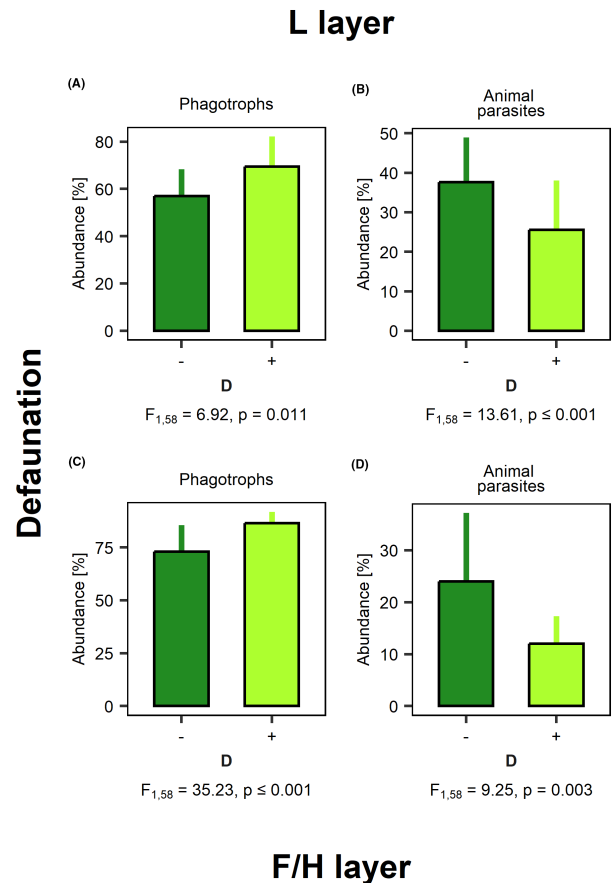 L layer
Defaunation
(A)
Phagotrophs
Abundance [%]
80
60
40
20
0
-
+
D
F1,58 = 6.92, p = 0.011
(B)
Animal
parasites
Abundance [%]
50
40
30
20
10
0
-
+
D
F1,58 = 13.61, p ≤ 0.001
(C)
Phagotrophs
Abundance [%]
75
50
25
0
-
+
D
F1,58 = 35.23, p ≤ 0.001
(D)
Animal
parasites
Abundance [%]
30
20
10
0
-
+
D
F1,58 = 9.25, p = 0.003
F/H layer